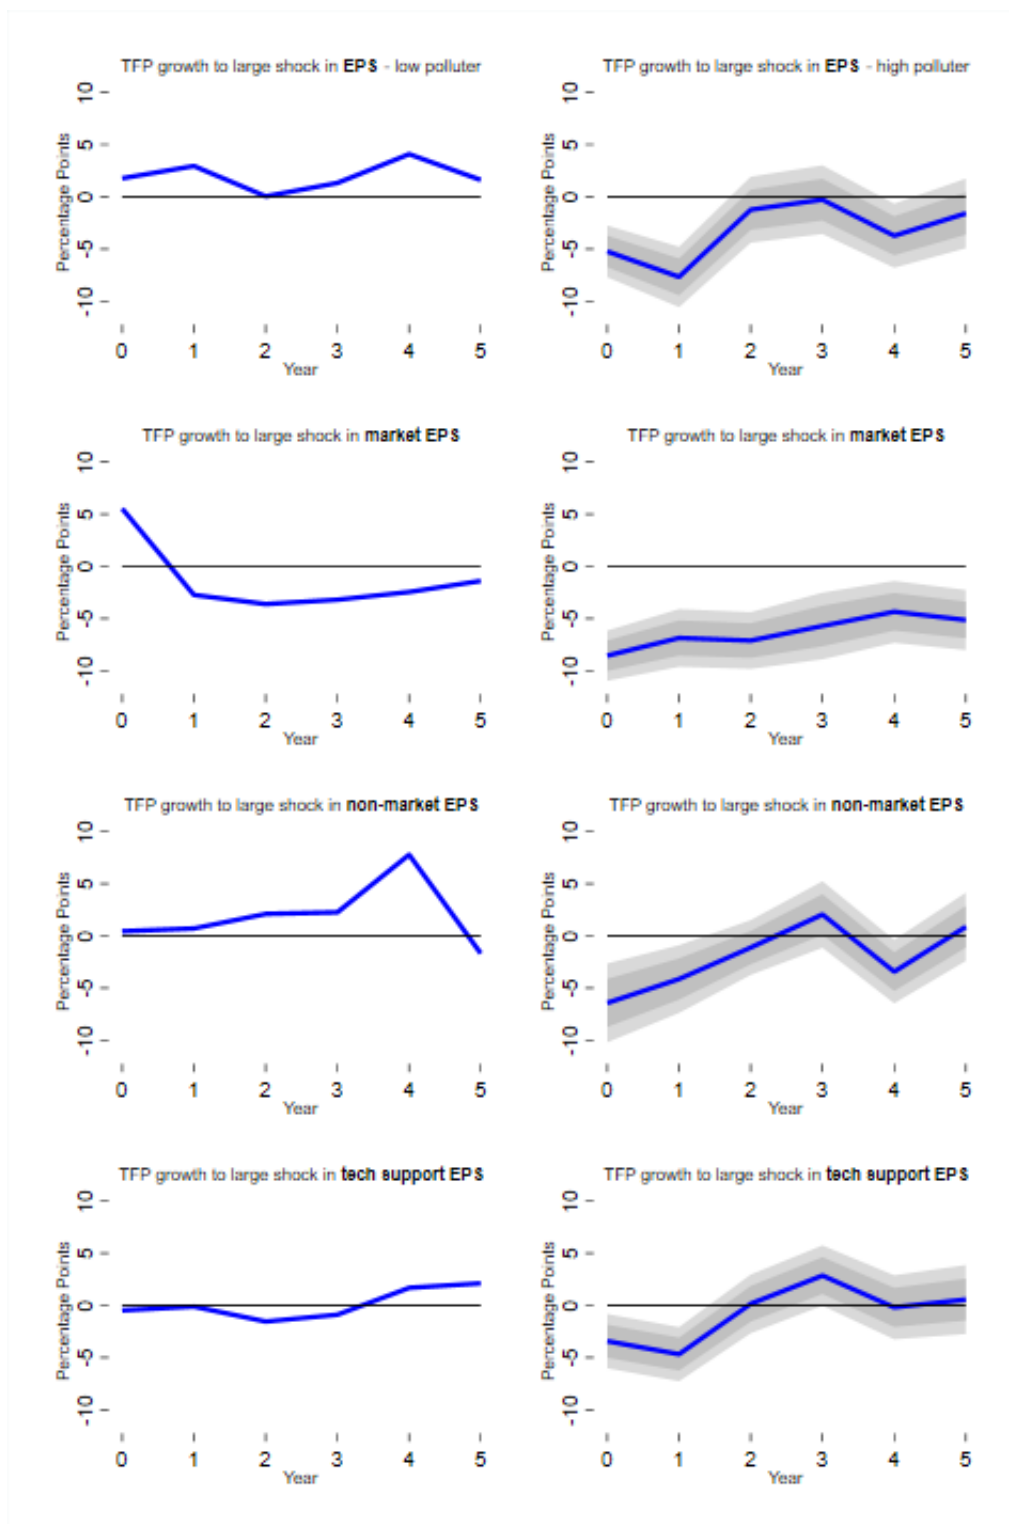 TFP growth to large shock in EPS - low polluter
Percentage Points
10
5
0
-5
-10
0 1 2 3 4 5
Year
TFP growth to large shock in EPS - high polluter
Percentage Points
10
5
0
-5
-10
0 1 2 3 4 5
Year
TFP growth to large shock in market EPS
Percentage Points
10
5
0
-5
-10
0 1 2 3 4 5
Year
TFP growth to large shock in market EPS
Percentage Points
10
5
0
-5
-10
0 1 2 3 4 5
Year
TFP growth to large shock in non-market EPS
Percentage Points
10
5
0
-5
-10
0 1 2 3 4 5
Year
TFP growth to large shock in non-market EPS
Percentage Points
10
5
0
-5
-10
0 1 2 3 4 5
Year
TFP growth to large shock in tech support EPS
Percentage Points
10
5
0
-5
-10
0 1 2 3 4 5
Year
TFP growth to large shock in tech support EPS
Percentage Points
10
5
0
-5
-10
0 1 2 3 4 5
Year